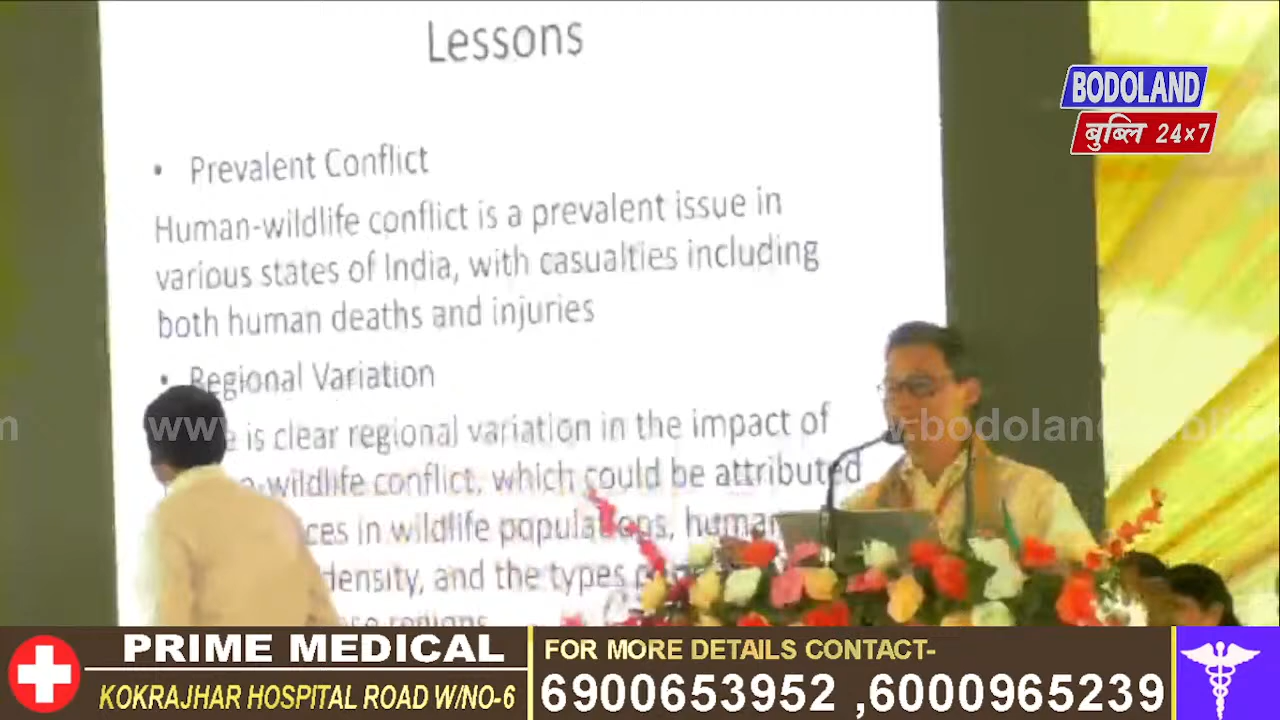 Lessons
BODOLAND
बुब्लि 24×7
• Prevalent Conflict
Human-wildlife conflict is a prevalent issue in
various states of India, with casualties including
both human deaths and injuries
• Regional Variation
is clear regional variation in the impact of
-wildlife conflict, which could be attributed
in wildlife populations, human
density, and the types
regions
PRIME MEDICAL
KOKRAJHAR HOSPITAL ROAD W/NO-6
FOR MORE DETAILS CONTACT-
6900653952 ,6000965239